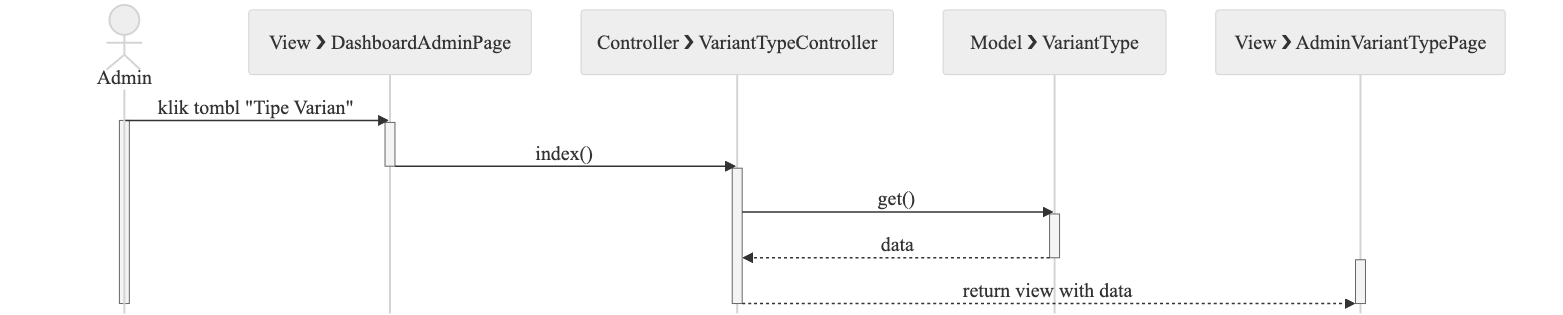 View ❯ DashboardAdminPage
Controller ❯ VariantTypeController
Model ❯ VariantType
View ❯ AdminVariantTypePage
Admin
klik tombl "Tipe Varian"
index()
get()
data
return view with data